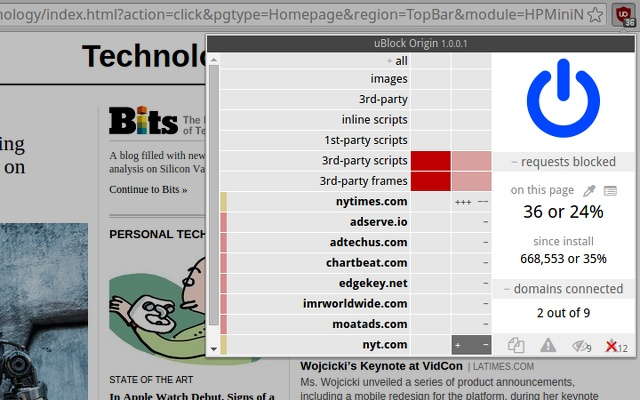 nology/index.html?action=click&pgtype=Homepage&region=TopBar&module=HPMiniN
36
uBlock Origin 1.0.0.1
Technolo
+ all
images
3rd-party
inline scripts
1st-party scripts
3rd-party scripts
3rd-party frames
nytimes.com +++ −−
adserve.io −
adtechus.com −
chartbeat.com −
edgekey.net −
imrworldwide.com −
moatads.com −
nyt.com + −
− requests blocked
on this page
36 or 24%
since install
668,553 or 35%
− domains connected
2 out of 9
9
12
ing
on
Bits The
of Te
A blog filled with new
analysis on Silicon Va
Continue to Bits »
PERSONAL TECH
STATE OF THE ART
In Apple Watch Debut, Signs of a
Wojcicki's Keynote at VidCon | LATIMES.COM
Ms. Wojcicki unveiled a series of product announcements,
including a mobile redesign for the platform, during her keynote